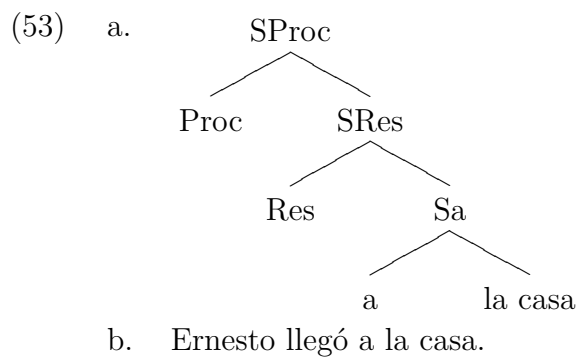 (53) a. SProc
Proc SRes
Res Sa
a la casa
b. Ernesto llegó a la casa.